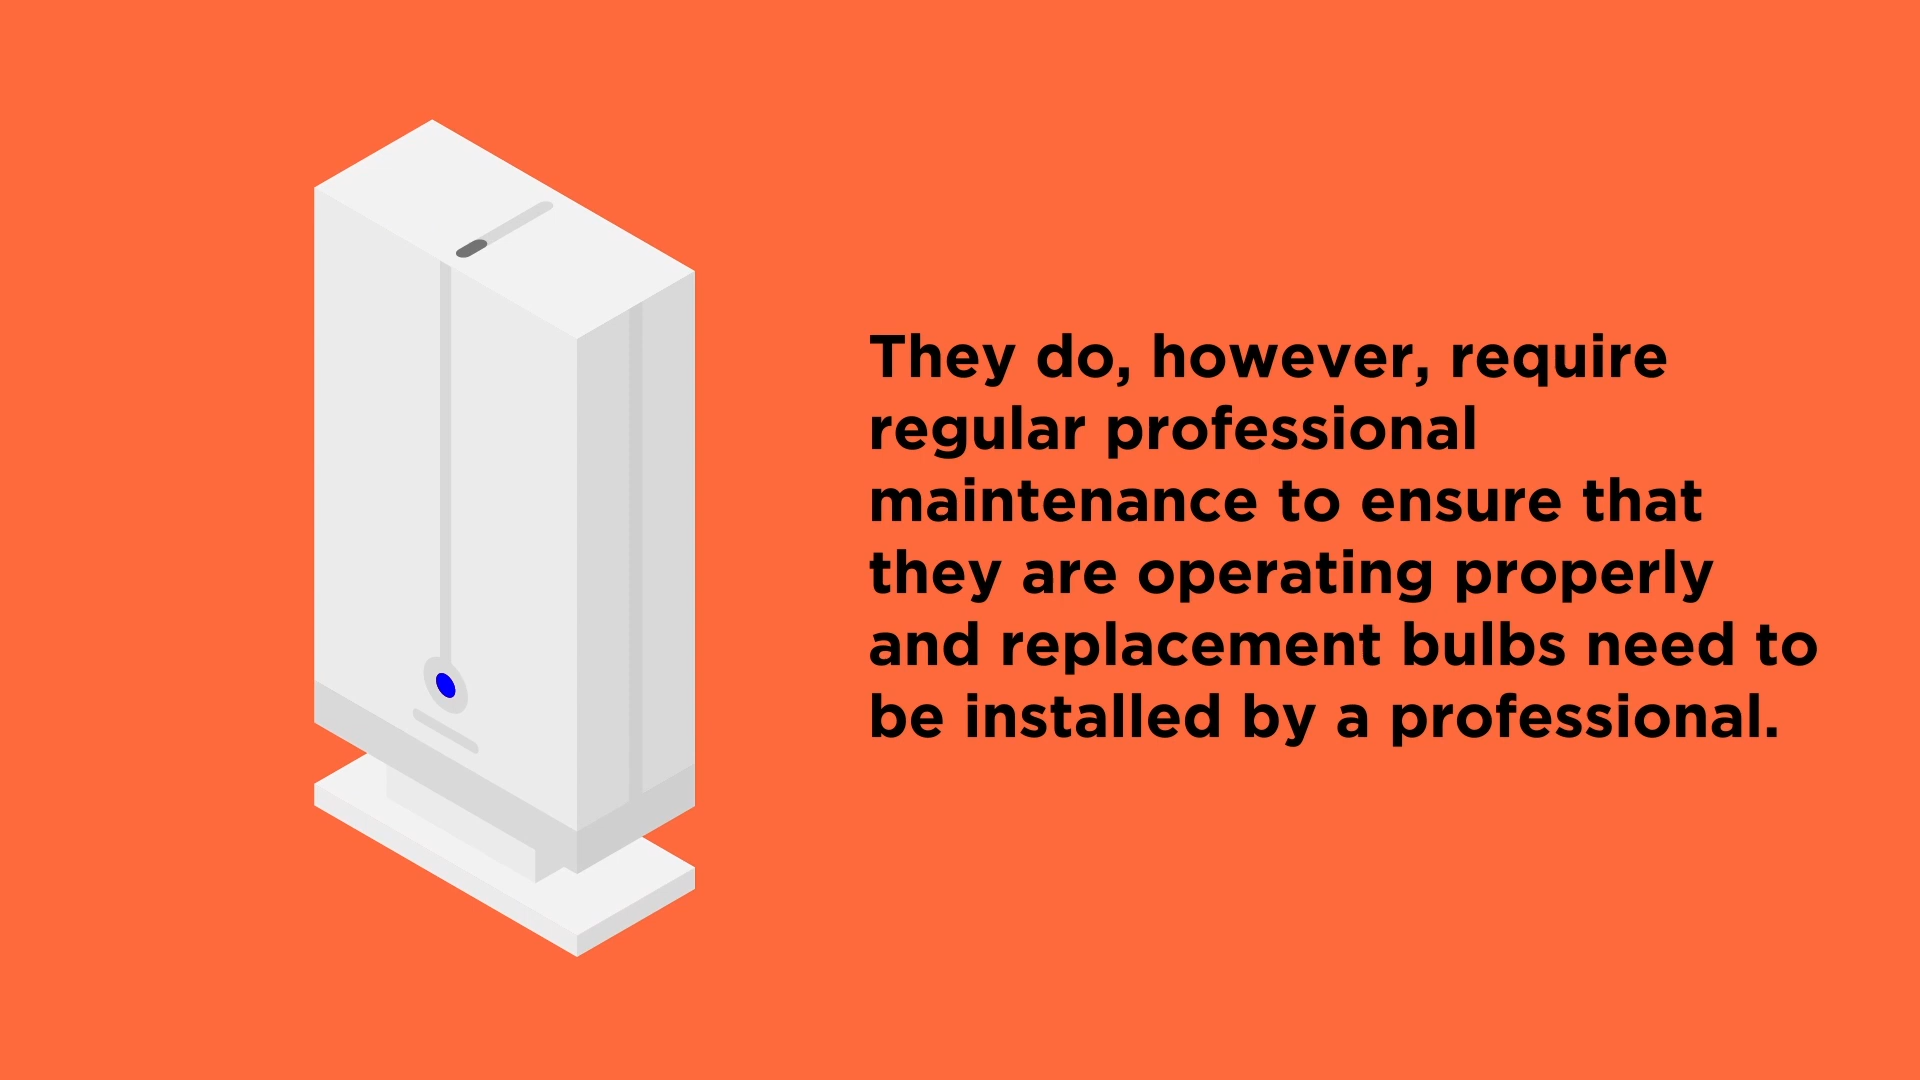 They do, however, require
regular professional
maintenance to ensure that
they are operating properly
and replacement bulbs need to
be installed by a professional.